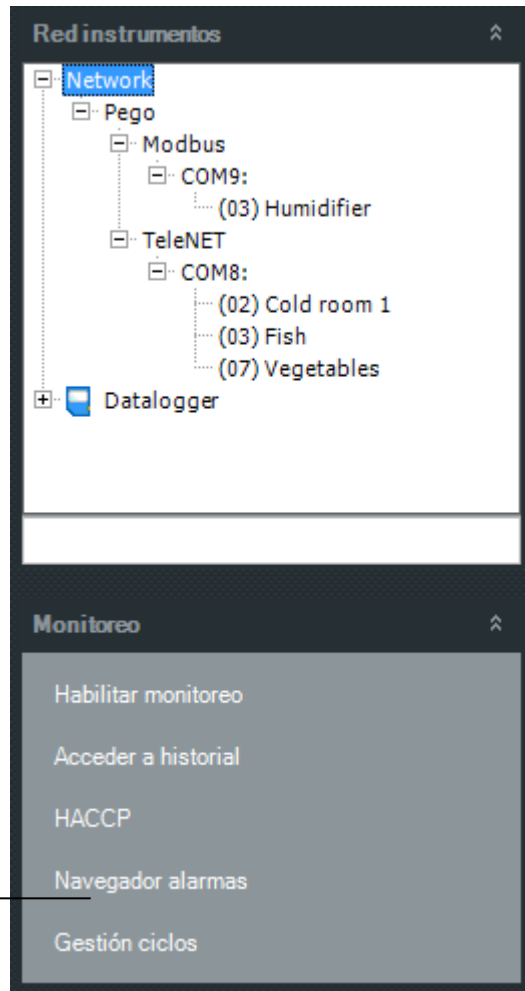 Red instrumentos
Network
Pego
Modbus
COM9:
(03) Humidifier
TeleNET
COM8:
(02) Cold room 1
(03) Fish
(07) Vegetables
Datalogger
Monitoreo
Habilitar monitoreo
Acceder a historial
HACCP
Navegador alarmas
Gestión ciclos